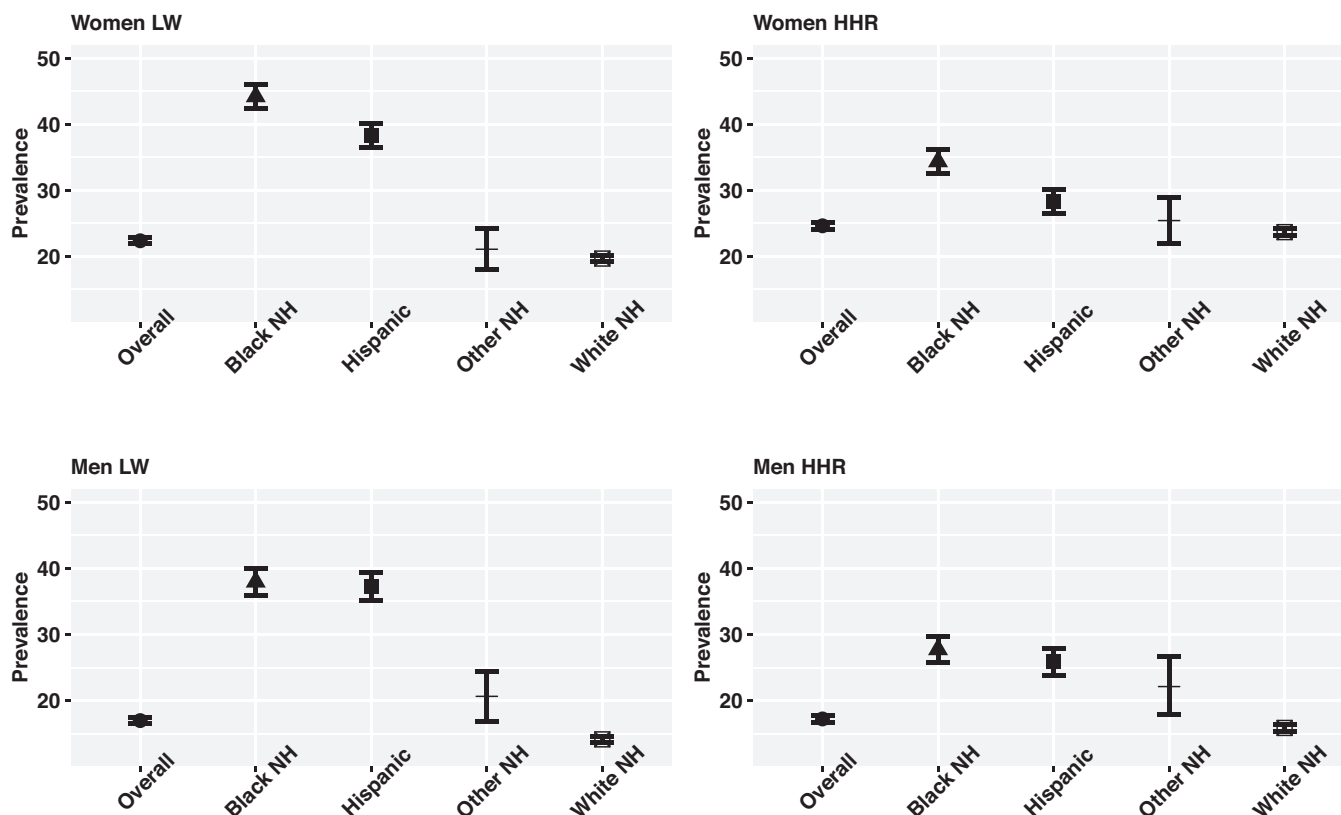 Women LW
Women HHR
50
40
30
20
Prevalence
Overall
Black NH
Hispanic
Other NH
White NH
50
40
30
20
Prevalence
Overall
Black NH
Hispanic
Other NH
White NH
Men LW
Men HHR
50
40
30
20
Prevalence
Overall
Black NH
Hispanic
Other NH
White NH
50
40
30
20
Prevalence
Overall
Black NH
Hispanic
Other NH
White NH